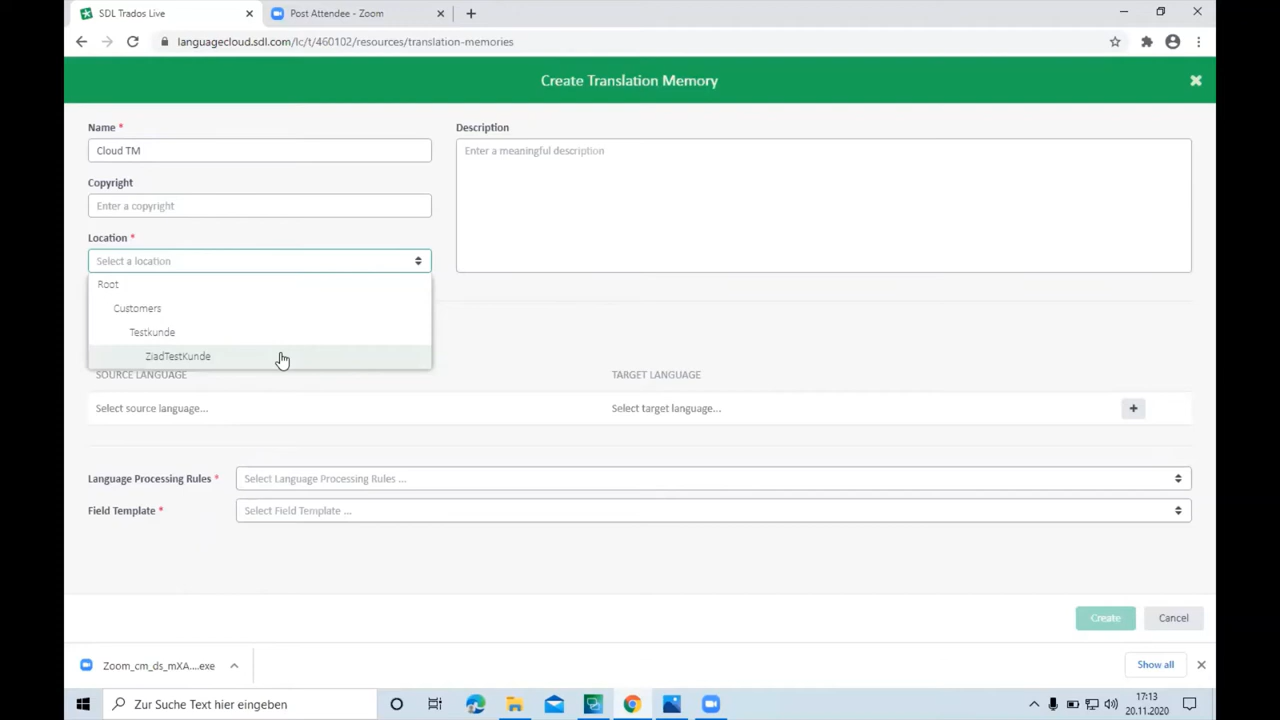 SDL Trados Live
Post Attendee - Zoom
languagecloud.sdl.com/lc/t/460102/resources/translation-memories
Create Translation Memory
Name *
Description
Cloud TM
Enter a meaningful description
Copyright
Enter a copyright
Location *
Select a location
Root
Customers
Testkunde
ZiadTestKunde
SOURCE LANGUAGE
TARGET LANGUAGE
Select source language...
Select target language...
+
Language Processing Rules *
Select Language Processing Rules ...
Field Template *
Select Field Template ...
Create
Cancel
Zoom_cm_ds_mXA....exe
Show all
Zur Suche Text hier eingeben
17:13
20.11.2020